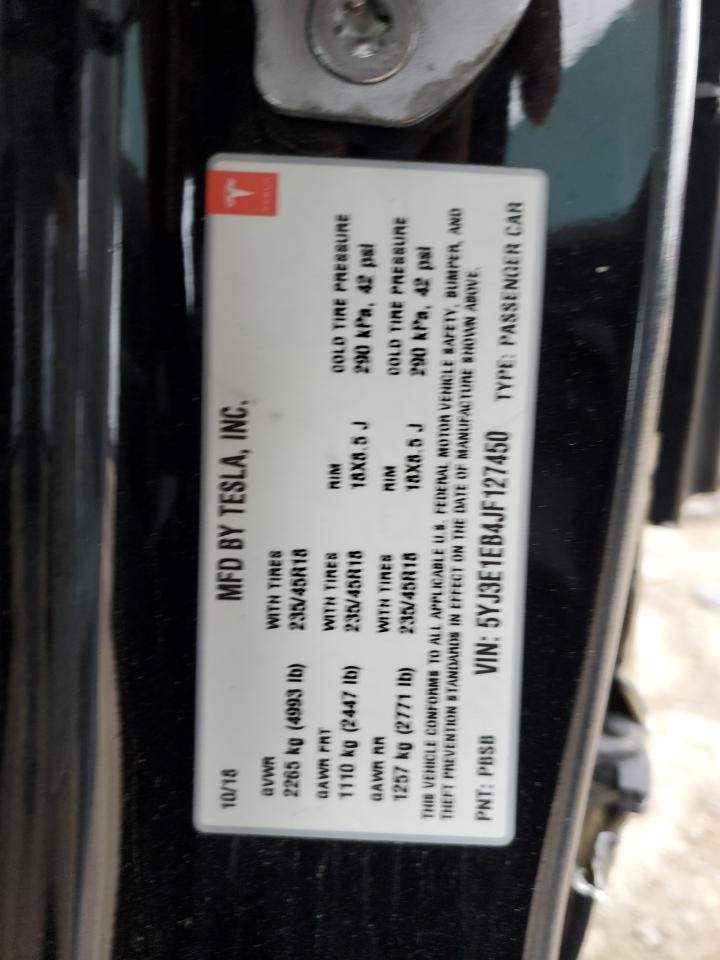 TESLA
10/18 MFD BY TESLA, INC.
GVWR WITH TIRES
2265 kg (4993 lb) 235/45R18
GAWR FRT WITH TIRES RIM COLD TIRE PRESSURE
1110 kg (2447 lb) 235/45R18 18X8.5 J 290 kPa, 42 psi
GAWR RR WITH TIRES RIM COLD TIRE PRESSURE
1257 kg (2771 lb) 235/45R18 18X8.5 J 290 kPa, 42 psi
THIS VEHICLE CONFORMS TO ALL APPLICABLE U.S. FEDERAL MOTOR VEHICLE SAFETY, BUMPER, AND
THEFT PREVENTION STANDARDS IN EFFECT ON THE DATE OF MANUFACTURE SHOWN ABOVE.
PNT: PBSB VIN: 5YJ3E1EB4JF127450 TYPE: PASSENGER CAR